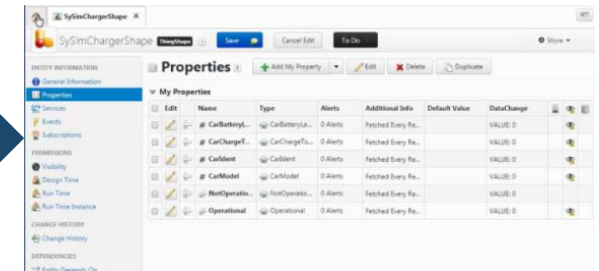 SySimChargerShape ×
SySimChargerShape ThingShape Save Cancel Edit To Do More
ENTITY INFORMATION
General Information
Properties
Services
Events
Subscriptions
PERMISSIONS
Visibility
Design Time
Run Time
Run Time Instance
CHANGE HISTORY
Change History
DEPENDENCIES
Entity Depends On
Properties Add My Property Edit Delete Duplicate
My Properties
Edit Name Type Alerts Additional Info Default Value DataChange
# CarBatteryL... CarBatteryLe... 0 Alerts Fetched Every Re... VALUE: 0
# CarChargeT... CarChargeTo... 0 Alerts Fetched Every Re... VALUE: 0
# CarIdent CarIdent 0 Alerts Fetched Every Re... VALUE: 0
# CarModel CarModel 0 Alerts Fetched Every Re... VALUE: 0
NotOperatio... NotOperatio... 0 Alerts Fetched Every Re... VALUE: 0
Operational Operational 0 Alerts Fetched Every Re... VALUE: 0